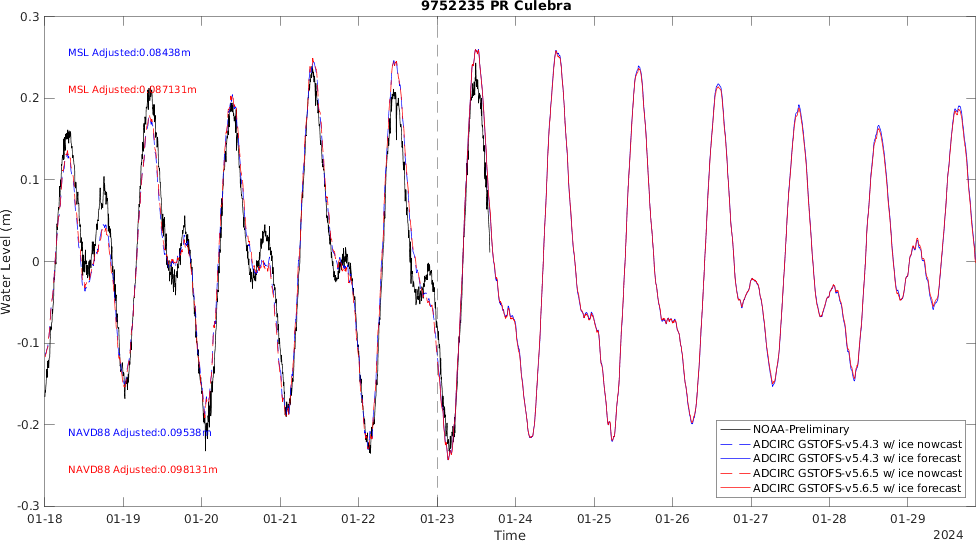 9752235 PR Culebra
0.3
0.2
0.1
0
-0.1
-0.2
-0.3
Water Level (m)
MSL Adjusted:0.08438m
MSL Adjusted:0.087131m
NAVD88 Adjusted:0.09538m
NAVD88 Adjusted:0.098131m
NOAA-Preliminary
ADCIRC GSTOFS-v5.4.3 w/ ice nowcast
ADCIRC GSTOFS-v5.4.3 w/ ice forecast
ADCIRC GSTOFS-v5.6.5 w/ ice nowcast
ADCIRC GSTOFS-v5.6.5 w/ ice forecast
01-18 01-19 01-20 01-21 01-22 01-23 01-24 01-25 01-26 01-27 01-28 01-29
Time
2024